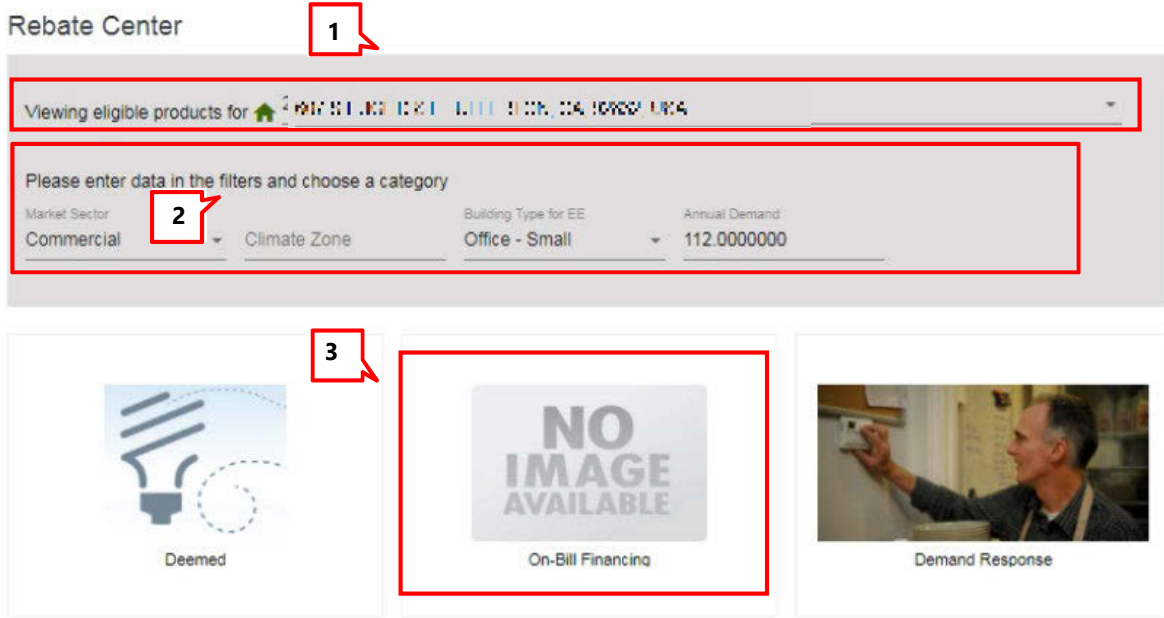 Rebate Center
1
Viewing eligible products for
Please enter data in the filters and choose a category
2
Market Sector
Commercial
Climate Zone
Building Type for EE
Office - Small
Annual Demand
112.0000000
3
NO
IMAGE
AVAILABLE
Deemed
On-Bill Financing
Demand Response